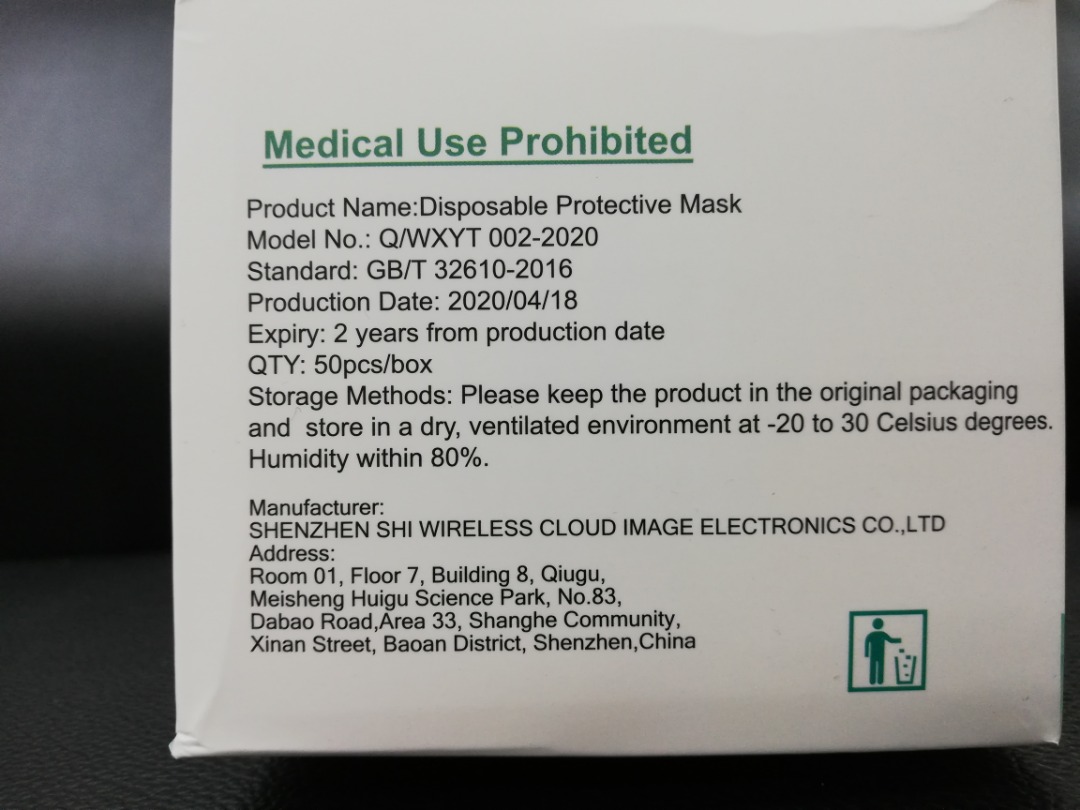 Medical Use Prohibited
Product Name:Disposable Protective Mask
Model No.: Q/WXYT 002-2020
Standard: GB/T 32610-2016
Production Date: 2020/04/18
Expiry: 2 years from production date
QTY: 50pcs/box
Storage Methods: Please keep the product in the original packaging
and store in a dry, ventilated environment at -20 to 30 Celsius degrees.
Humidity within 80%.
Manufacturer:
SHENZHEN SHI WIRELESS CLOUD IMAGE ELECTRONICS CO.,LTD
Address:
Room 01, Floor 7, Building 8, Qiugu,
Meisheng Huigu Science Park, No.83,
Dabao Road,Area 33, Shanghe Community,
Xinan Street, Baoan District, Shenzhen,China